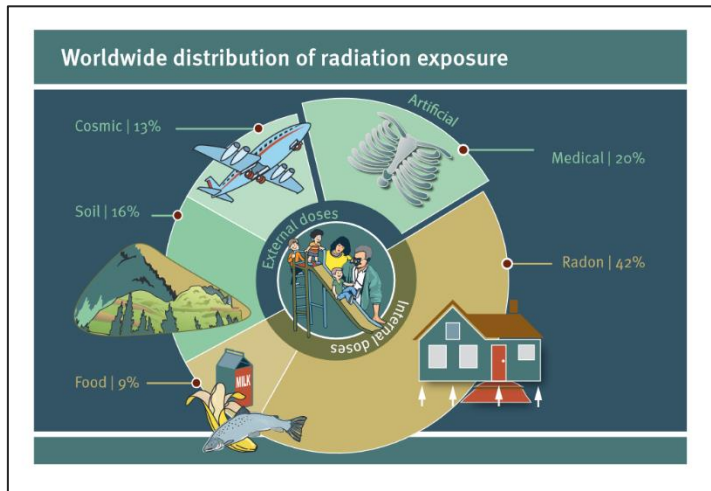 Worldwide distribution of radiation exposure
Cosmic | 13%
Artificial
Medical | 20%
Soil | 16%
External doses
Radon | 42%
Internal doses
Food | 9%
MILK